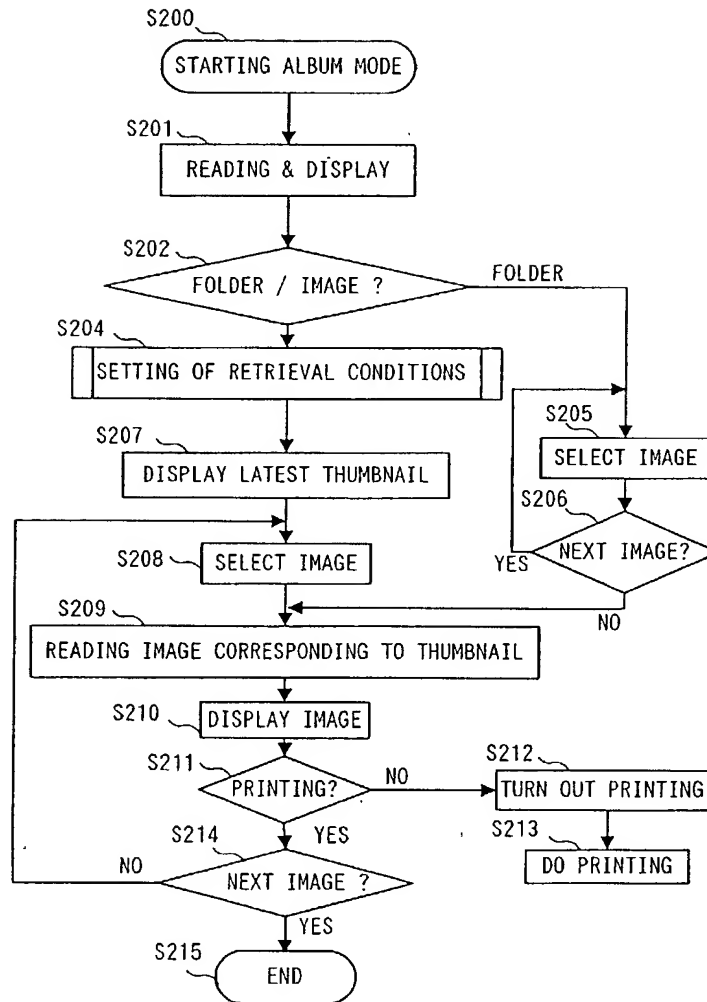 S200
STARTING ALBUM MODE
S201
READING & DISPLAY
S202
FOLDER / IMAGE ?
FOLDER
S204
SETTING OF RETRIEVAL CONDITIONS
S205
SELECT IMAGE
S206
NEXT IMAGE?
YES
NO
S207
DISPLAY LATEST THUMBNAIL
S208
SELECT IMAGE
S209
READING IMAGE CORRESPONDING TO THUMBNAIL
S210
DISPLAY IMAGE
S211
PRINTING?
NO
S212
TURN OUT PRINTING
S213
DO PRINTING
YES
S214
NEXT IMAGE ?
NO
YES
S215
END